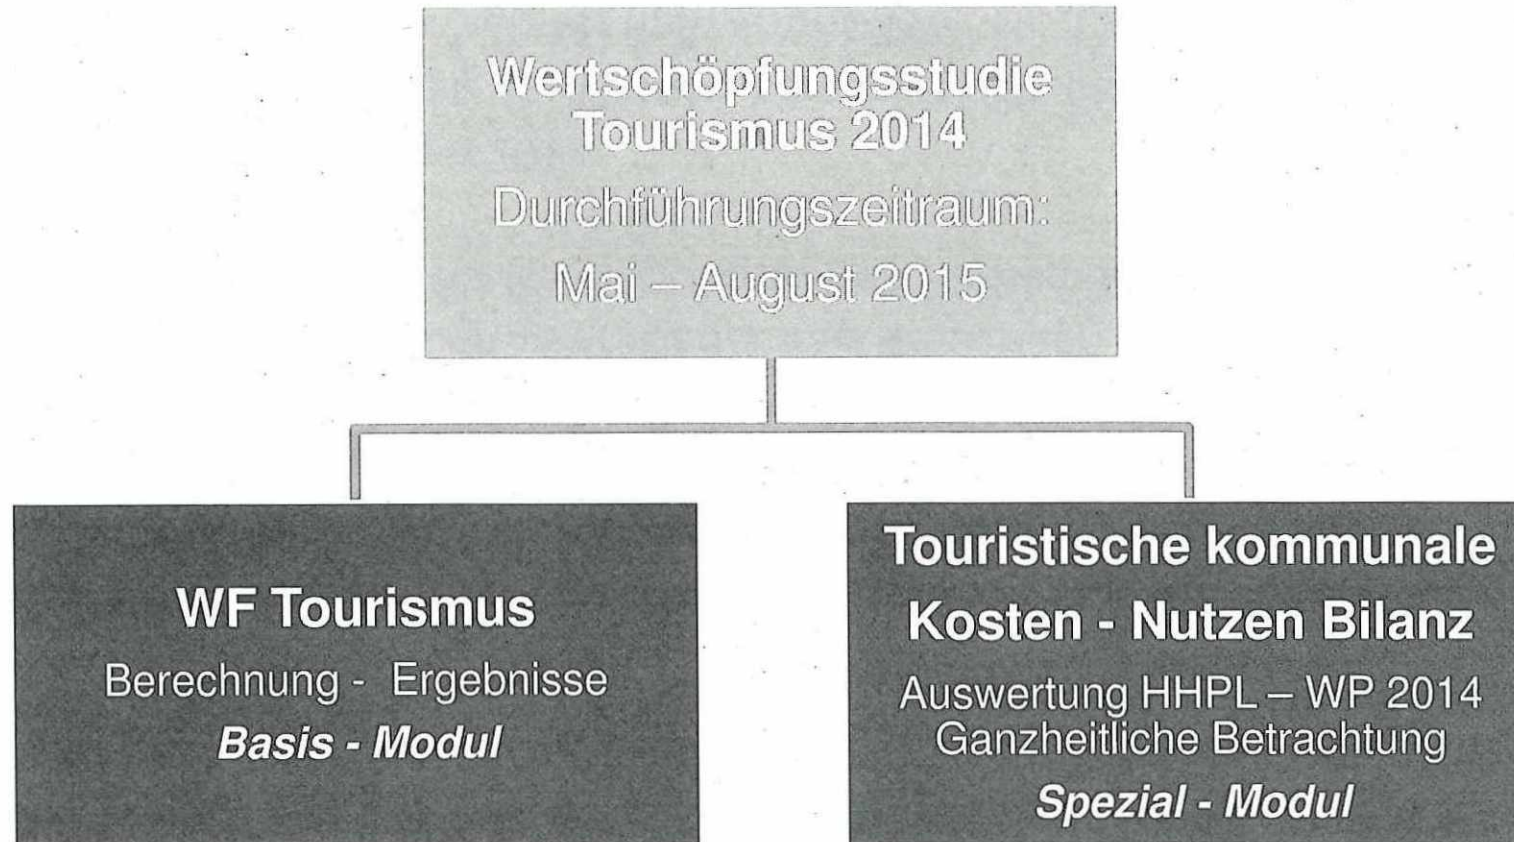 Wertschöpfungsstudie
Tourismus 2014
Durchführungszeitraum:
Mai – August 2015
WF Tourismus
Berechnung - Ergebnisse
Basis - Modul
Touristische kommunale
Kosten - Nutzen Bilanz
Auswertung HHPL – WP 2014
Ganzheitliche Betrachtung
Spezial - Modul